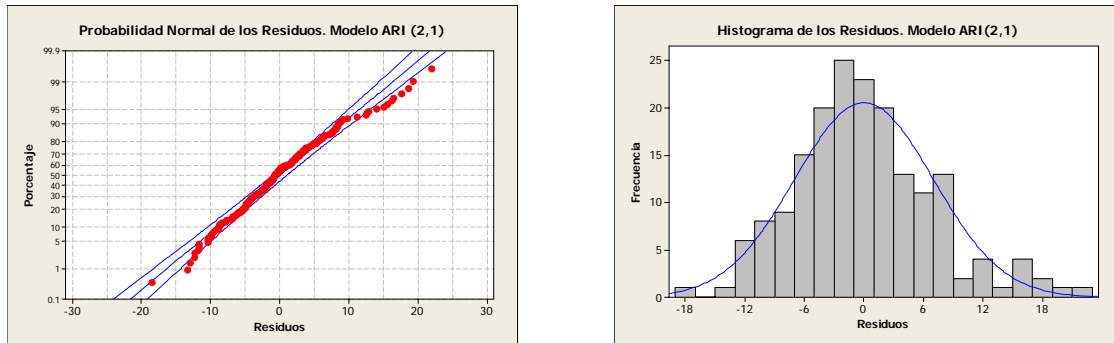 Probabilidad Normal de los Residuos. Modelo ARI (2,1)
99.9
99
95
90
80
70
60
50
40
30
20
10
5
1
0.1
Porcentaje
-30 -20 -10 0 10 20 30
Residuos
Histograma de los Residuos. Modelo ARI(2,1)
25
20
15
10
5
0
Frecuencia
-18 -12 -6 0 6 12 18
Residuos